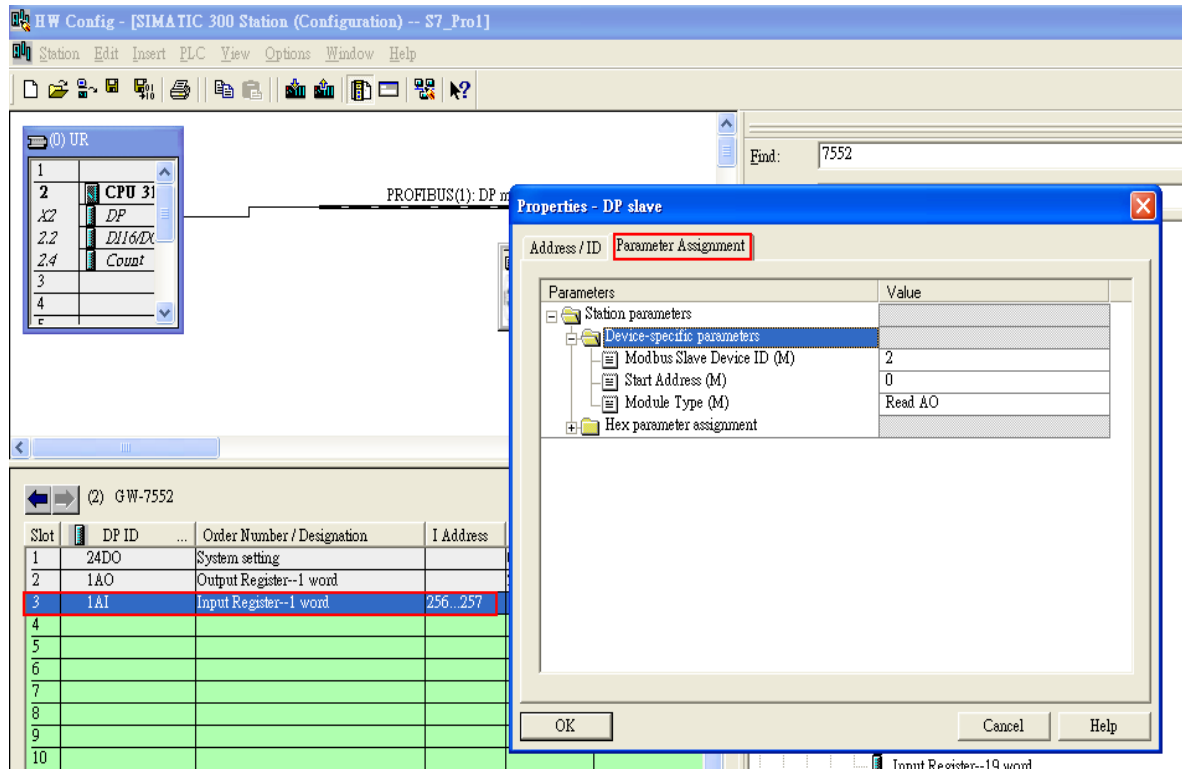 HW Config - [SIMATIC 300 Station (Configuration) -- S7_Pro1]
Station Edit Insert PLC View Options Window Help
(0) UR
1
2 CPU 31
X2 DP
2.2 DI16/DO
2.4 Count
3
4
PROFIBUS(1): DP m
Find: 7552
Properties - DP slave
Address / ID Parameter Assignment
Parameters Value
Station parameters
Device-specific parameters
Modbus Slave Device ID (M) 2
Start Address (M) 0
Module Type (M) Read AO
Hex parameter assignment
OK Cancel Help
(2) GW-7552
Slot DP ID ... Order Number / Designation I Address
1 24DO System setting
2 1AO Output Register--1 word
3 1AI Input Register--1 word 256...257
4
5
6
7
8
9
10
Input Register--19 word